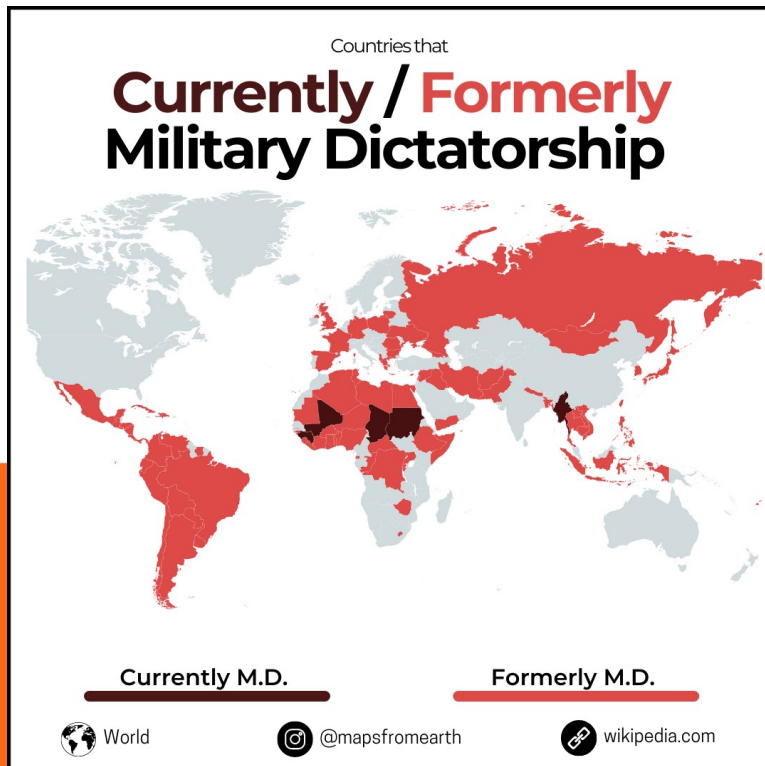 Countries that
Currently / Formerly
Military Dictatorship
Currently M.D.
Formerly M.D.
World
@mapsfromearth
wikipedia.com